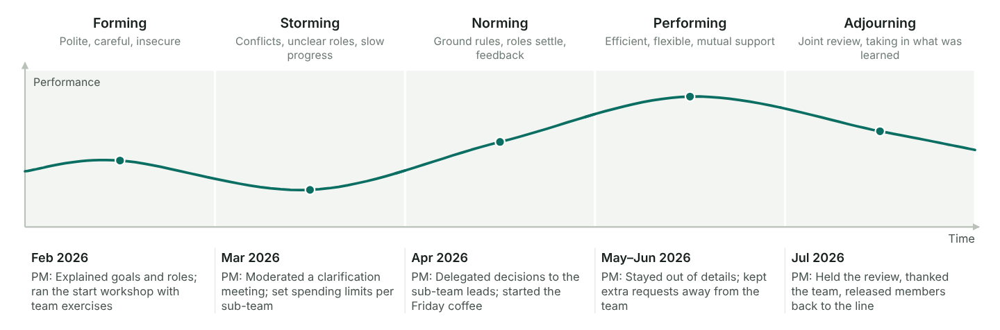 Forming
Polite, careful, insecure
Storming
Conflicts, unclear roles, slow
progress
Norming
Ground rules, roles settle,
feedback
Performing
Efficient, flexible, mutual support
Adjourning
Joint review, taking in what was
learned
Performance
Time
Feb 2026
PM: Explained goals and roles;
ran the start workshop with
team exercises
Mar 2026
PM: Moderated a clarification
meeting; set spending limits per
sub-team
Apr 2026
PM: Delegated decisions to the
sub-team leads; started the
Friday coffee
May–Jun 2026
PM: Stayed out of details; kept
extra requests away from the
team
Jul 2026
PM: Held the review, thanked
the team, released members
back to the line